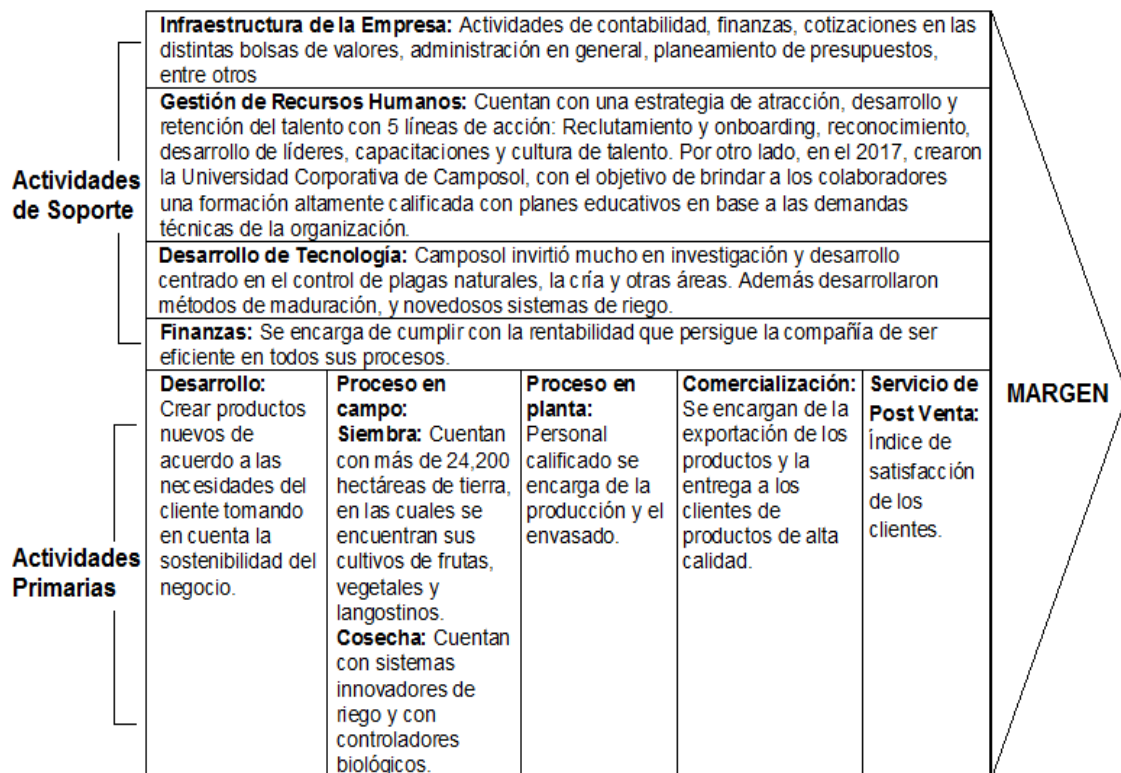 Infraestructura de la Empresa: Actividades de contabilidad, finanzas, cotizaciones en las
distintas bolsas de valores, administración en general, planeamiento de presupuestos,
entre otros
Gestión de Recursos Humanos: Cuentan con una estrategia de atracción, desarrollo y
retención del talento con 5 líneas de acción: Reclutamiento y onboarding, reconocimiento,
desarrollo de líderes, capacitaciones y cultura de talento. Por otro lado, en el 2017, crearon
la Universidad Corporativa de Camposol, con el objetivo de brindar a los colaboradores
una formación altamente calificada con planes educativos en base a las demandas
técnicas de la organización.
Actividades
de Soporte
Desarrollo de Tecnología: Camposol invirtió mucho en investigación y desarrollo
centrado en el control de plagas naturales, la cría y otras áreas. Además desarrollaron
métodos de maduración, y novedosos sistemas de riego.
Finanzas: Se encarga de cumplir con la rentabilidad que persigue la compañía de ser
eficiente en todos sus procesos.
Actividades
Primarias
Desarrollo:
Crear productos
nuevos de
acuerdo a las
necesidades del
cliente tomando
en cuenta la
sostenibilidad del
negocio.
Proceso en
campo:
Siembra: Cuentan
con más de 24,200
hectáreas de tierra,
en las cuales se
encuentran sus
cultivos de frutas,
vegetales y
langostinos.
Cosecha: Cuentan
con sistemas
innovadores de
riego y con
controladores
biológicos.
Proceso en
planta:
Personal
calificado se
encarga de la
producción y el
envasado.
Comercialización:
Se encargan de la
exportación de los
productos y la
entrega a los
clientes de
productos de alta
calidad.
Servicio de
Post Venta:
Índice de
satisfacción
de los
clientes.
MARGEN